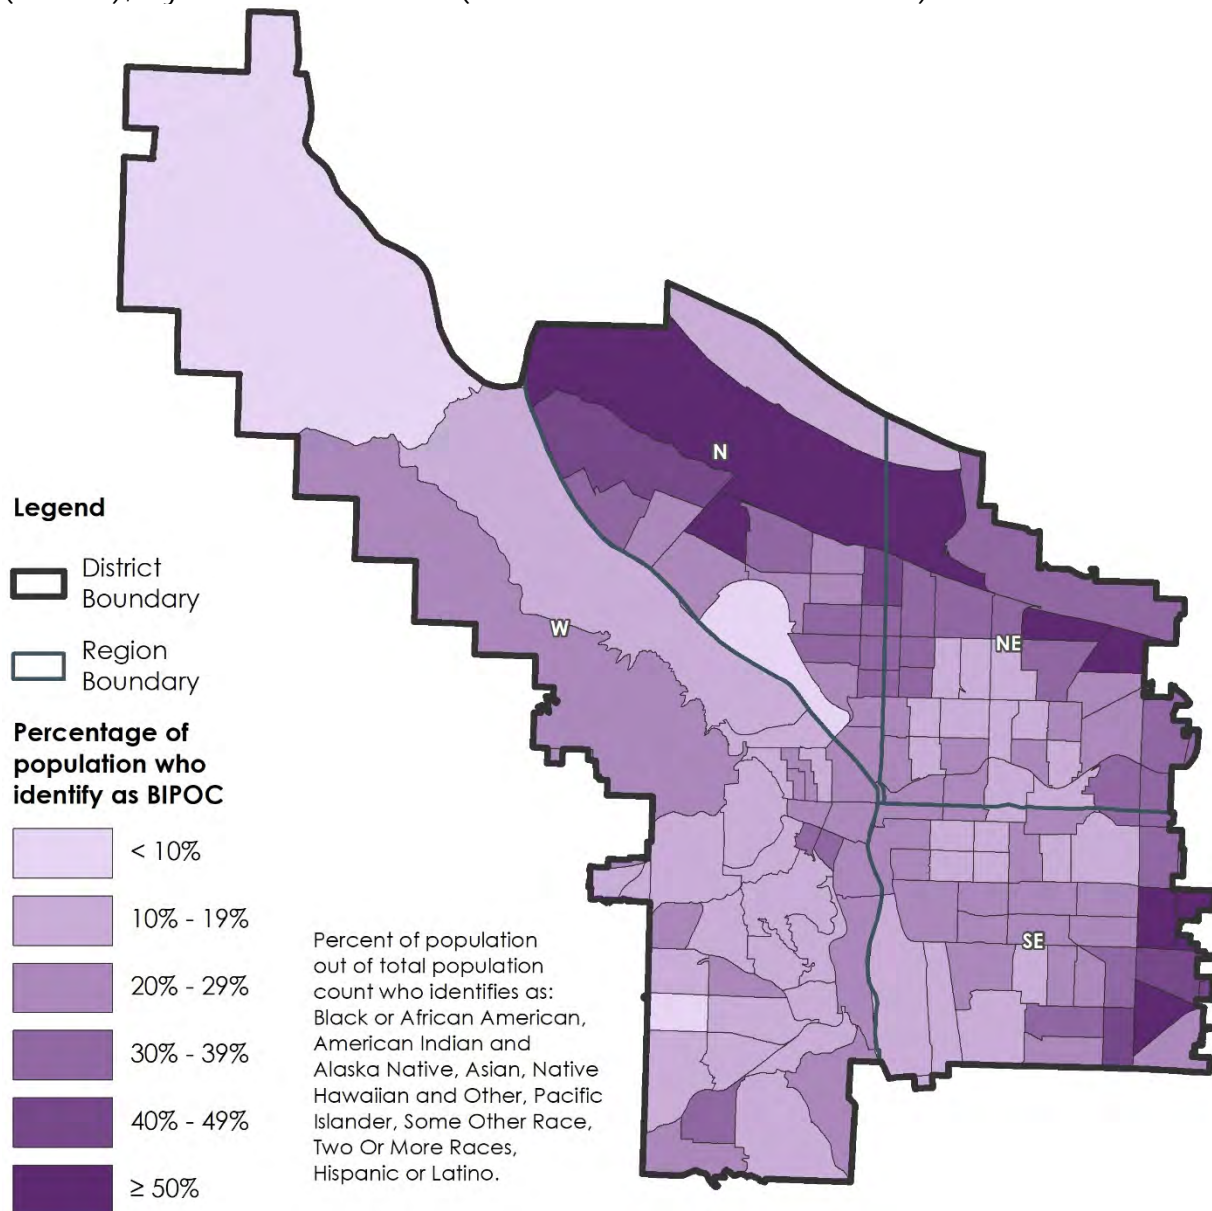 Legend
District
Boundary
Region
Boundary
Percentage of
population who
identify as BIPOC
< 10%
10% - 19%
20% - 29%
30% - 39%
40% - 49%
≥ 50%
Percent of population
out of total population
count who identifies as:
Black or African American,
American Indian and
Alaska Native, Asian, Native
Hawaiian and Other, Pacific
Islander, Some Other Race,
Two Or More Races,
Hispanic or Latino.
N
W
NE
SE